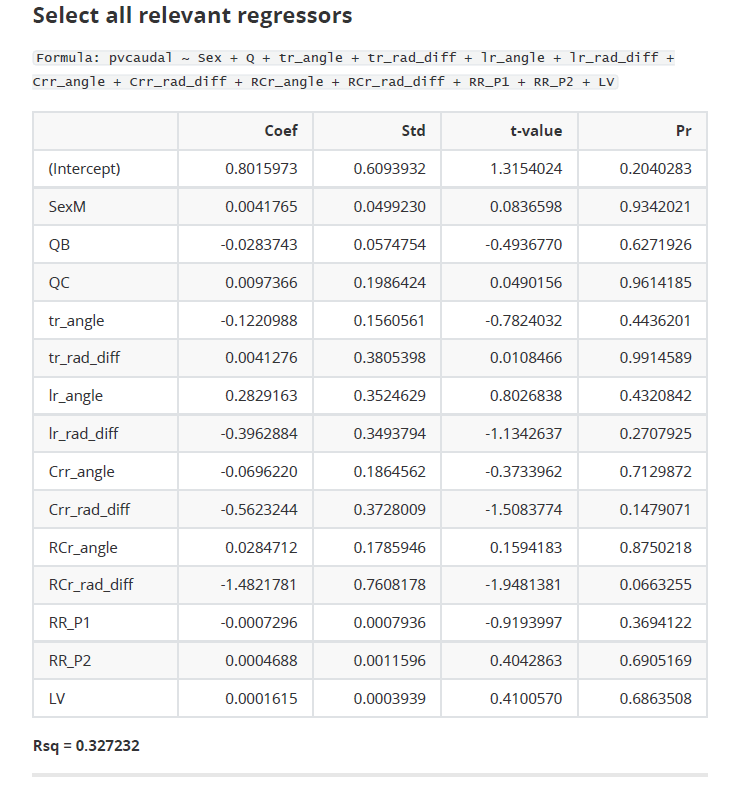 Select all relevant regressors
Formula: pvcaudal ~ Sex + Q + tr_angle + tr_rad_diff + lr_angle + lr_rad_diff +
Crr_angle + Crr_rad_diff + RCr_angle + RCr_rad_diff + RR_P1 + RR_P2 + LV
Coef Std t-value Pr
(Intercept) 0.8015973 0.6093932 1.3154024 0.2040283
SexM 0.0041765 0.0499230 0.0836598 0.9342021
QB -0.0283743 0.0574754 -0.4936770 0.6271926
QC 0.0097366 0.1986424 0.0490156 0.9614185
tr_angle -0.1220988 0.1560561 -0.7824032 0.4436201
tr_rad_diff 0.0041276 0.3805398 0.0108466 0.9914589
lr_angle 0.2829163 0.3524629 0.8026838 0.4320842
lr_rad_diff -0.3962884 0.3493794 -1.1342637 0.2707925
Crr_angle -0.0696220 0.1864562 -0.3733962 0.7129872
Crr_rad_diff -0.5623244 0.3728009 -1.5083774 0.1479071
RCr_angle 0.0284712 0.1785946 0.1594183 0.8750218
RCr_rad_diff -1.4821781 0.7608178 -1.9481381 0.0663255
RR_P1 -0.0007296 0.0007936 -0.9193997 0.3694122
RR_P2 0.0004688 0.0011596 0.4042863 0.6905169
LV 0.0001615 0.0003939 0.4100570 0.6863508
Rsq = 0.327232